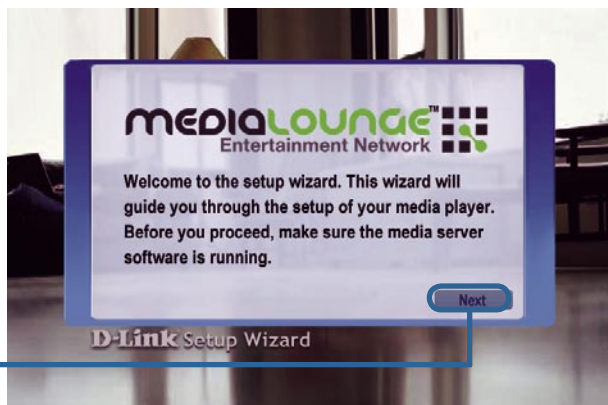 MEDIALOUNGE™
Entertainment Network
Welcome to the setup wizard. This wizard will
guide you through the setup of your media player.
Before you proceed, make sure the media server
software is running.
Next
D-Link Setup Wizard